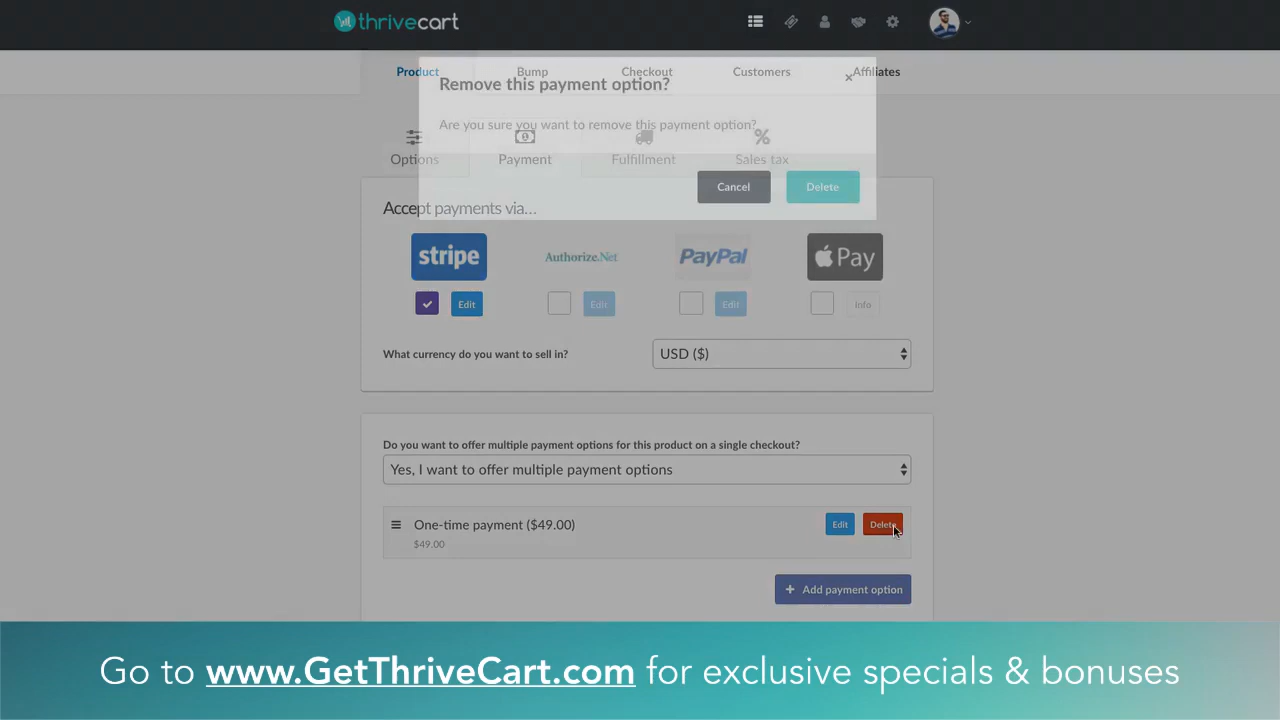 thrivecart
Product Bump Checkout Customers Affiliates
Remove this payment option?
×
Are you sure you want to remove this payment option?
Options Payment Fulfillment Sales tax
Cancel Delete
Accept payments via...
stripe Authorize.Net PayPal Pay
Edit Edit Edit Info
What currency do you want to sell in? USD ($)
Do you want to offer multiple payment options for this product on a single checkout?
Yes, I want to offer multiple payment options
One-time payment ($49.00) Edit Delete
$49.00
+ Add payment option
Go to www.GetThriveCart.com for exclusive specials & bonuses